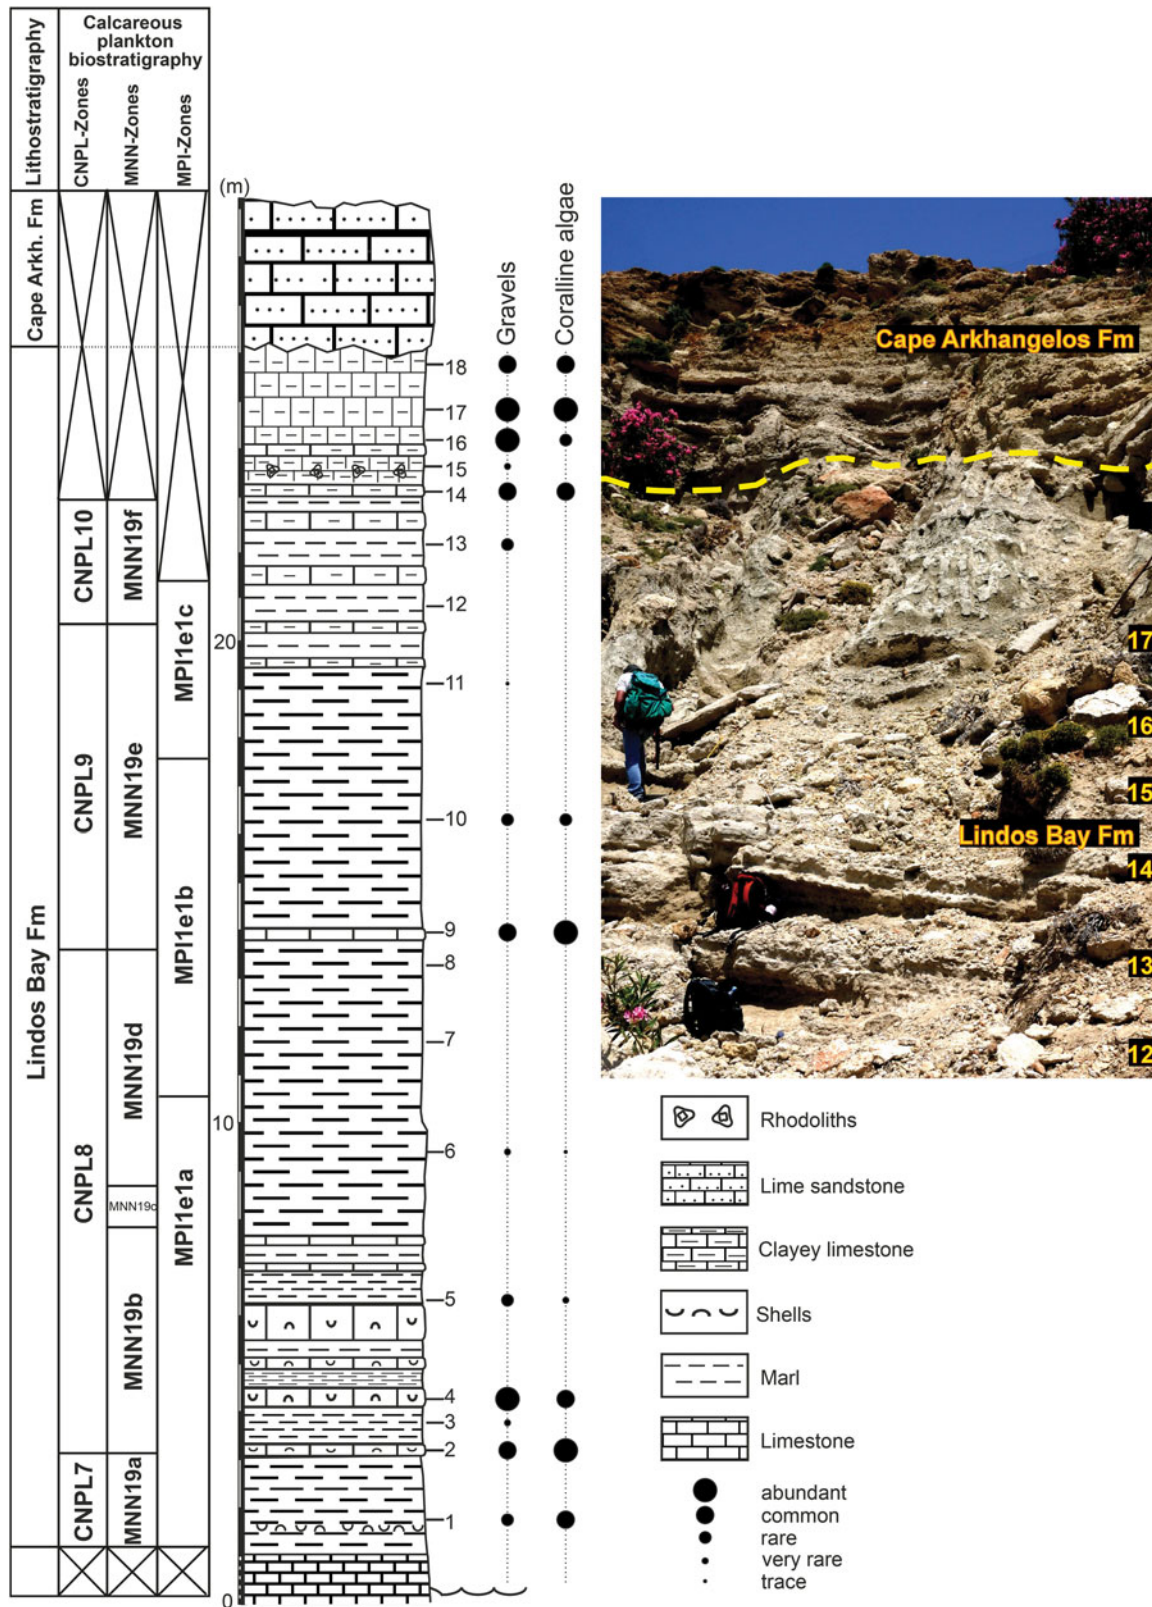 Lithostratigraphy
Calcareous
plankton
biostratigraphy
CNPL-Zones
MNN-Zones
MPl-Zones
Cape Arkh. Fm
Lindos Bay Fm
CNPL10
CNPL9
CNPL8
CNPL7
MNN19f
MNN19e
MNN19d
MNN19c
MNN19b
MNN19a
MPl1e1c
MPl1e1b
MPl1e1a
(m)
20
10
0
Gravels
Coralline algae
18
17
16
15
14
13
12
11
10
9
8
7
6
5
4
3
2
1
Cape Arkhangelos Fm
17
16
15
Lindos Bay Fm
14
13
12
Rhodoliths
Lime sandstone
Clayey limestone
Shells
Marl
Limestone
abundant
common
rare
very rare
trace